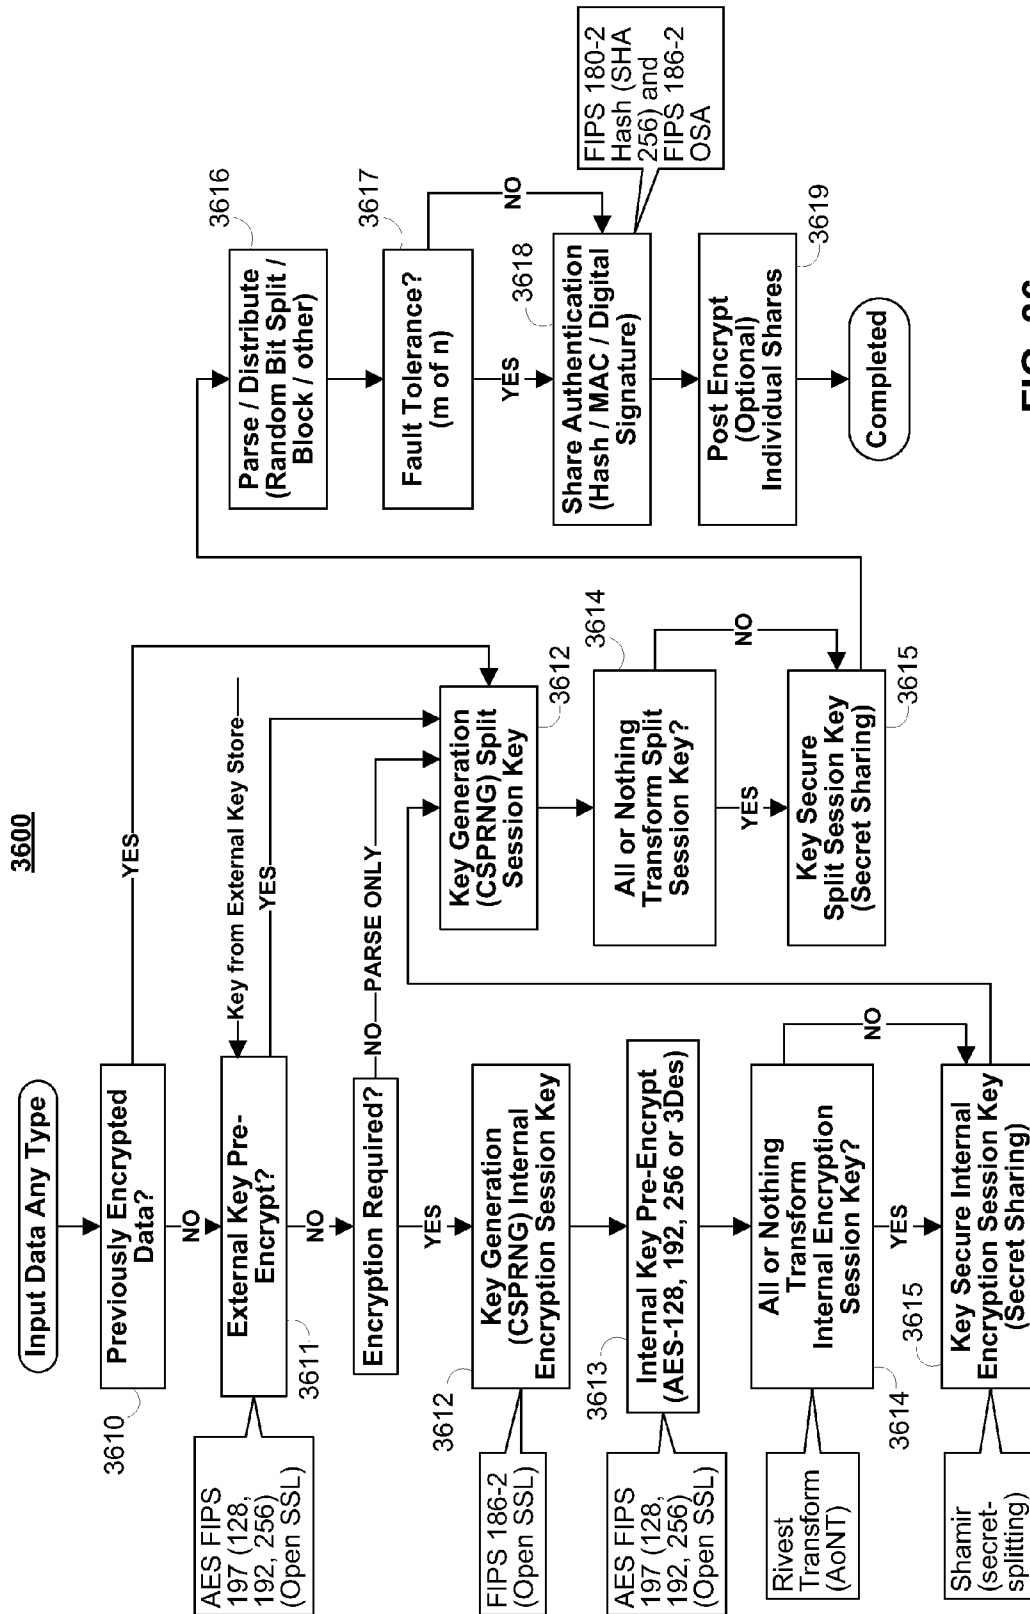 3600
Input Data Any Type
Previously Encrypted
Data?
3610
YES
NO
External Key Pre-
Encrypt?
3611
Key from External Key Store
YES
AES FIPS
197 (128,
192, 256)
(Open SSL)
NO
Encryption Required?
NO
PARSE ONLY
YES
Key Generation
(CSPRNG) Internal
Encryption Session Key
3612
FIPS 186-2
(Open SSL)
Internal Key Pre-Encrypt
(AES-128, 192, 256 or 3Des)
3613
AES FIPS
197 (128,
192, 256)
(Open SSL)
All or Nothing
Transform
Internal Encryption
Session Key?
3614
Rivest
Transform
(AoNT)
NO
YES
Key Secure Internal
Encryption Session Key
(Secret Sharing)
3615
Shamir
(secret-
splitting)
Key Generation
(CSPRNG) Split
Session Key
3612
All or Nothing
Transform Split
Session Key?
3614
NO
YES
Key Secure
Split Session Key
(Secret Sharing)
3615
Parse / Distribute
(Random Bit Split /
Block / other)
3616
Fault Tolerance?
(m of n)
3617
NO
YES
Share Authentication
(Hash / MAC / Digital
Signature)
3618
FIPS 180-2
Hash (SHA
256) and
FIPS 186-2
OSA
Post Encrypt
(Optional)
Individual Shares
3619
Completed